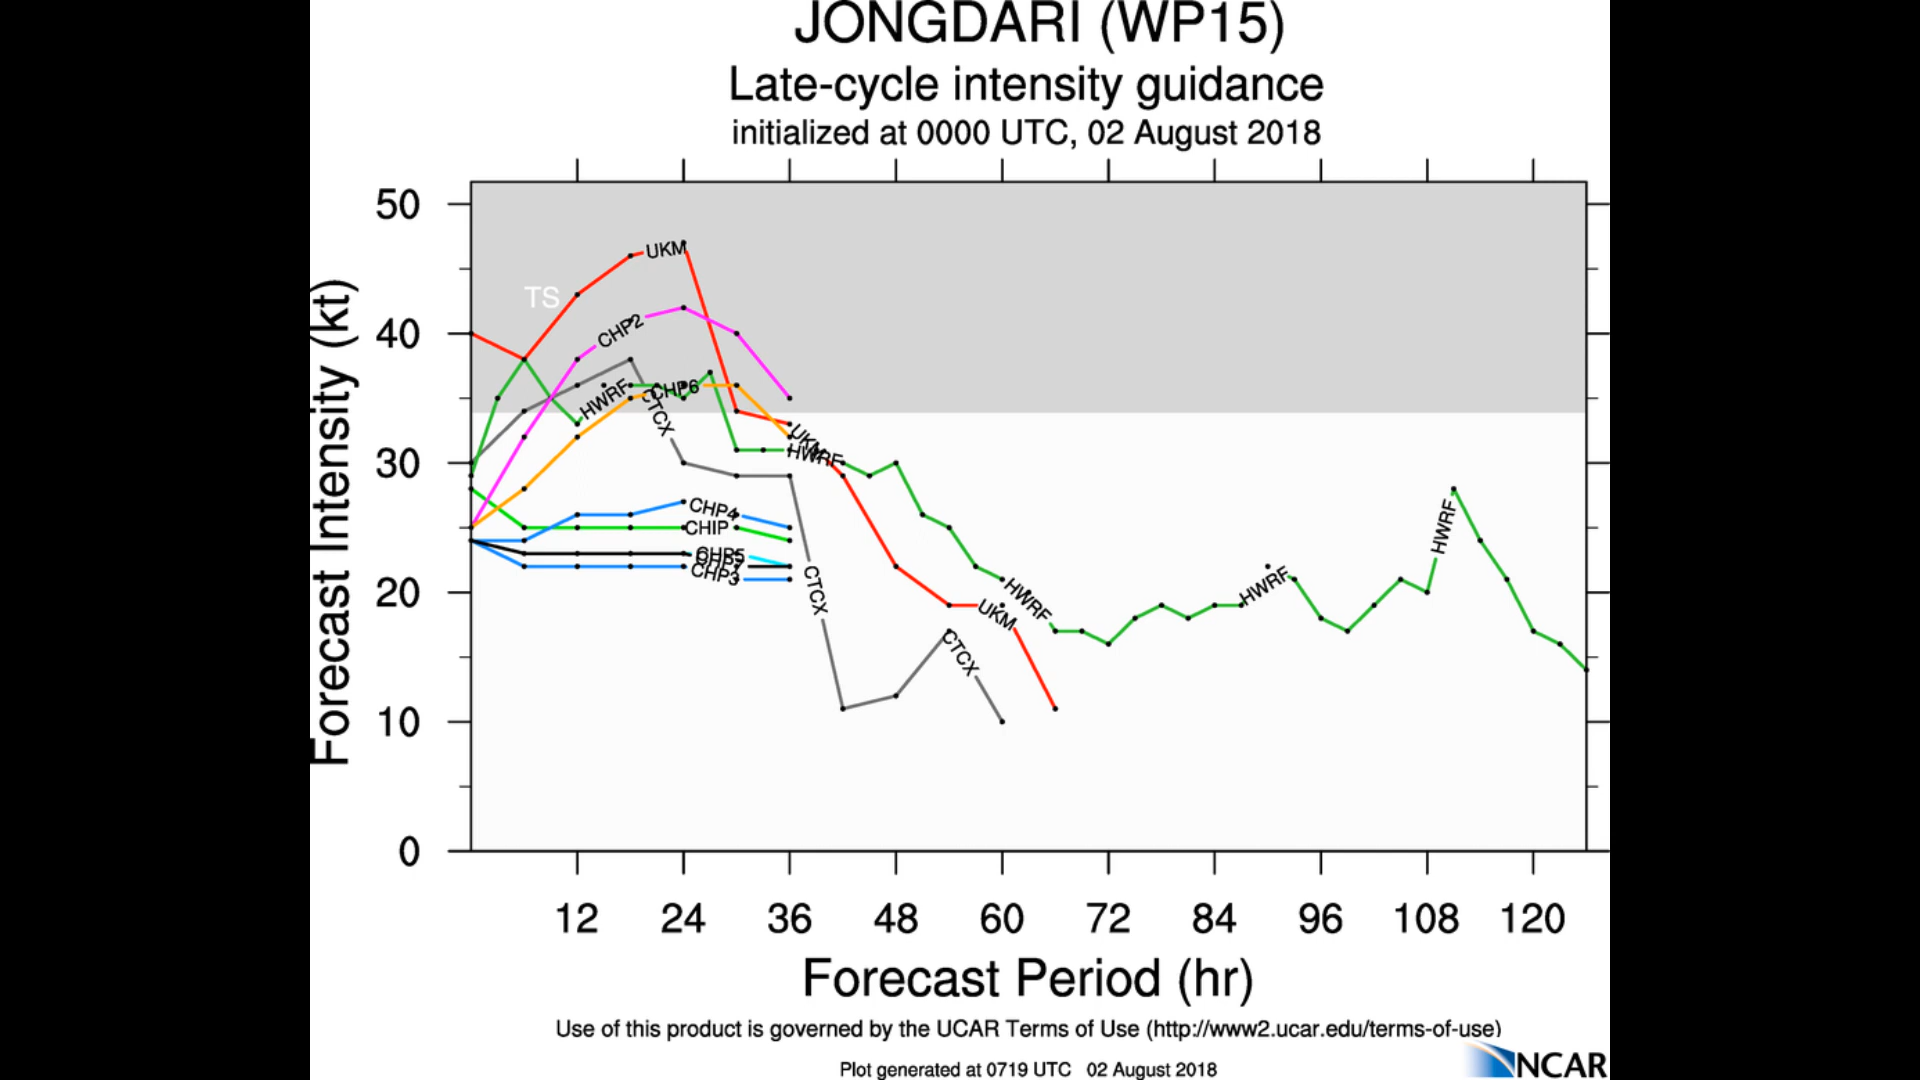 JONGDARI (WP15)
Late-cycle intensity guidance
initialized at 0000 UTC, 02 August 2018
Forecast Intensity (kt)
50
40
30
20
10
0
TS
UKM
CHP2
HWRF
CHP6
CTCX
UKM
HWRF
CHP4
CHIP
CHP5
CHP7
CHP3
CTCX
HWRF
UKM
CTCX
HWRF
HWRF
12 24 36 48 60 72 84 96 108 120
Forecast Period (hr)
Use of this product is governed by the UCAR Terms of Use (http://www2.ucar.edu/terms-of-use)
Plot generated at 0719 UTC 02 August 2018
NCAR